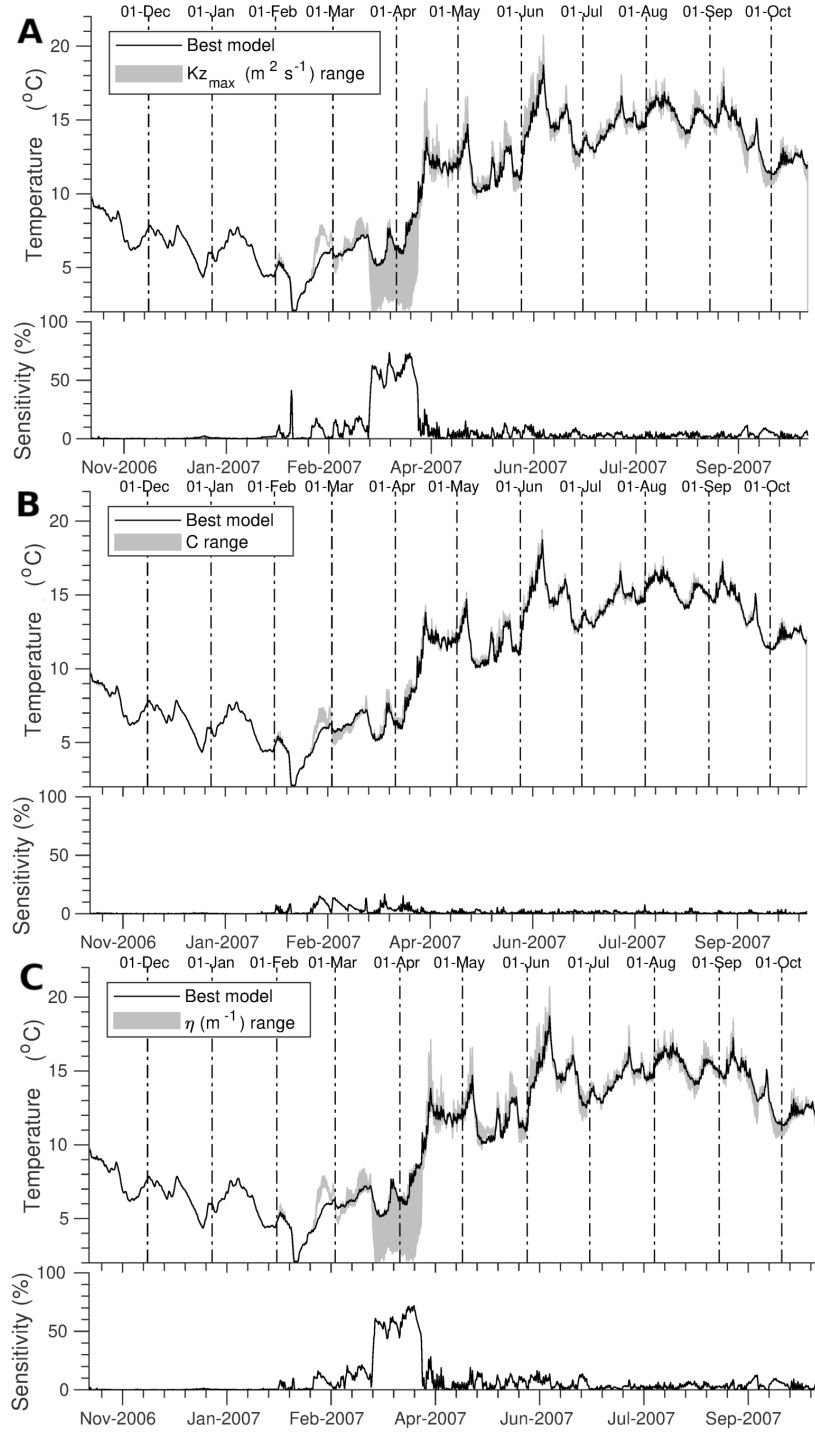 A
01-Dec 01-Jan 01-Feb 01-Mar 01-Apr 01-May 01-Jun 01-Jul 01-Aug 01-Sep 01-Oct
Best model
Kz max (m 2 s -1) range
Temperature (oC)
20
15
10
5
Sensitivity (%)
100
50
0
Nov-2006 Jan-2007 Feb-2007 Apr-2007 Jun-2007 Jul-2007 Sep-2007
B
01-Dec 01-Jan 01-Feb 01-Mar 01-Apr 01-May 01-Jun 01-Jul 01-Aug 01-Sep 01-Oct
Best model
C range
Temperature (oC)
20
15
10
5
Sensitivity (%)
100
50
0
Nov-2006 Jan-2007 Feb-2007 Apr-2007 Jun-2007 Jul-2007 Sep-2007
C
01-Dec 01-Jan 01-Feb 01-Mar 01-Apr 01-May 01-Jun 01-Jul 01-Aug 01-Sep 01-Oct
Best model
η (m -1) range
Temperature (oC)
20
15
10
5
Sensitivity (%)
100
50
0
Nov-2006 Jan-2007 Feb-2007 Apr-2007 Jun-2007 Jul-2007 Sep-2007